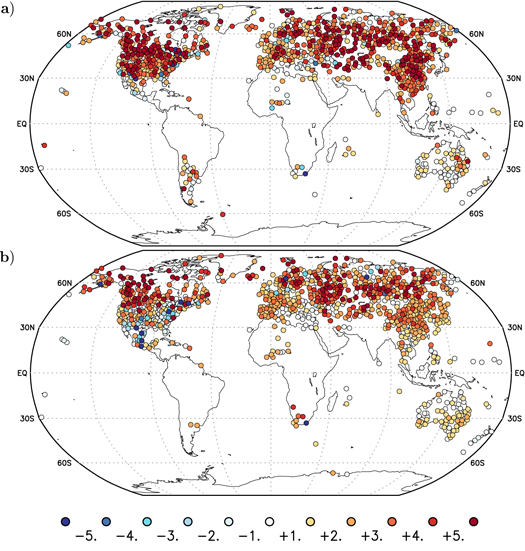 a)
60N 60N
30N 30N
EQ EQ
30S 30S
60S 60S
b)
60N 60N
30N 30N
EQ EQ
30S 30S
60S 60S
−5. −4. −3. −2. −1. +1. +2. +3. +4. +5.